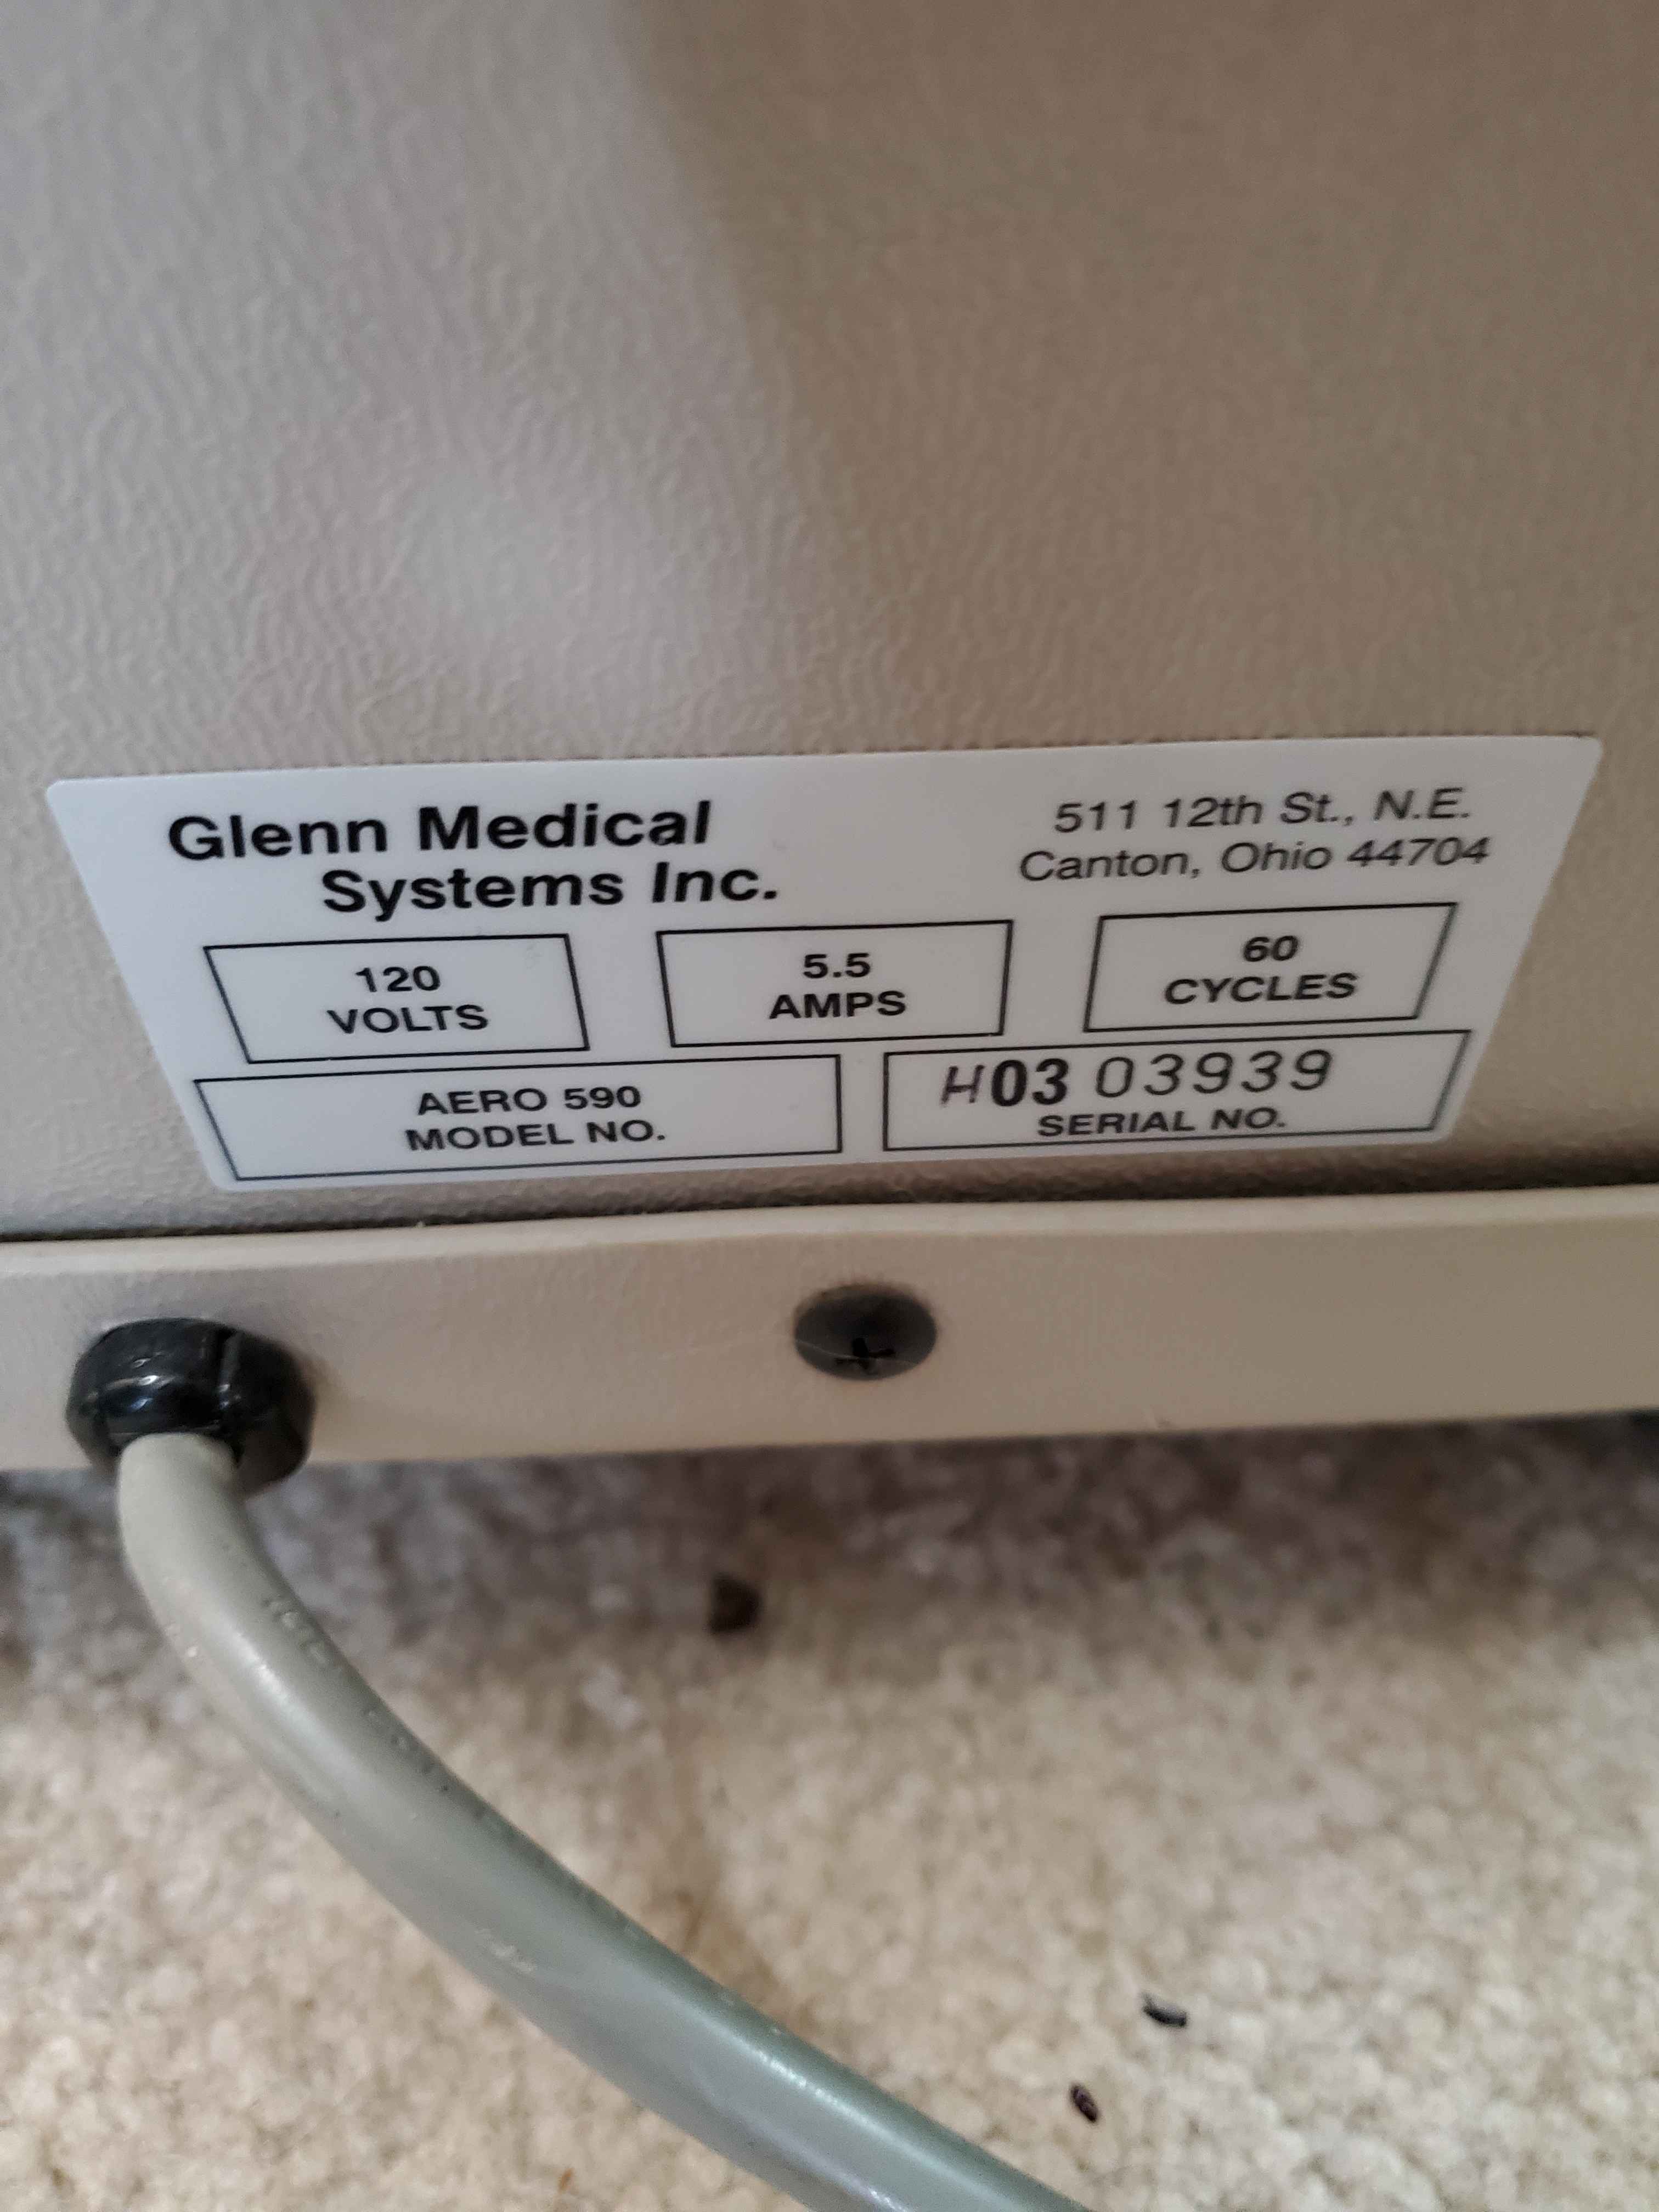 Glenn Medical
Systems Inc.
511 12th St., N.E.
Canton, Ohio 44704
120
VOLTS
5.5
AMPS
60
CYCLES
AERO 590
MODEL NO.
H03 03939
SERIAL NO.